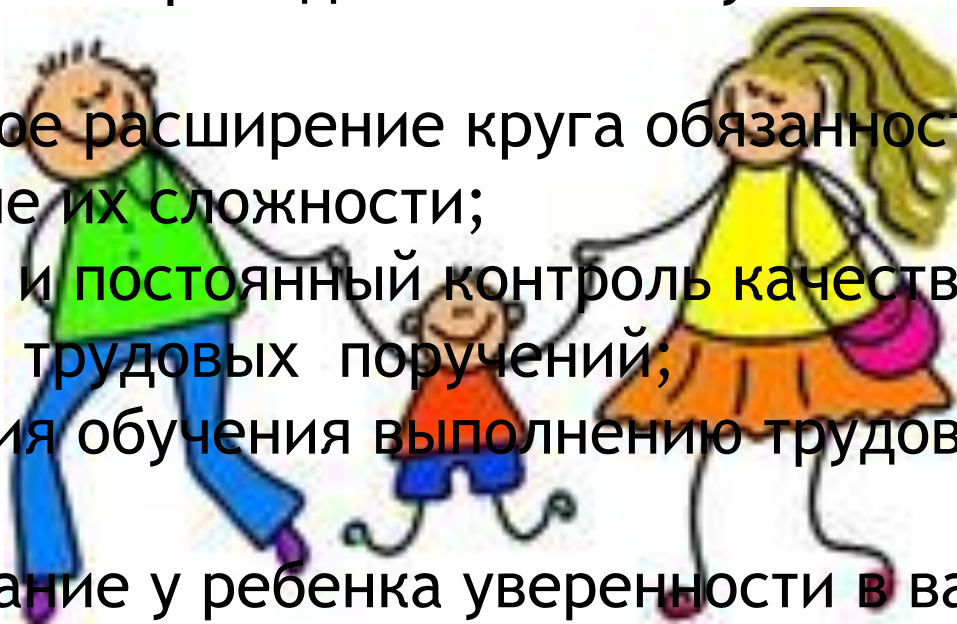 ое расширение круга обязанност
ие их сложности;
и постоянный контроль качеств
трудовых поручений;
ия обучения выполнению трудов
ание у ребенка уверенности в ва